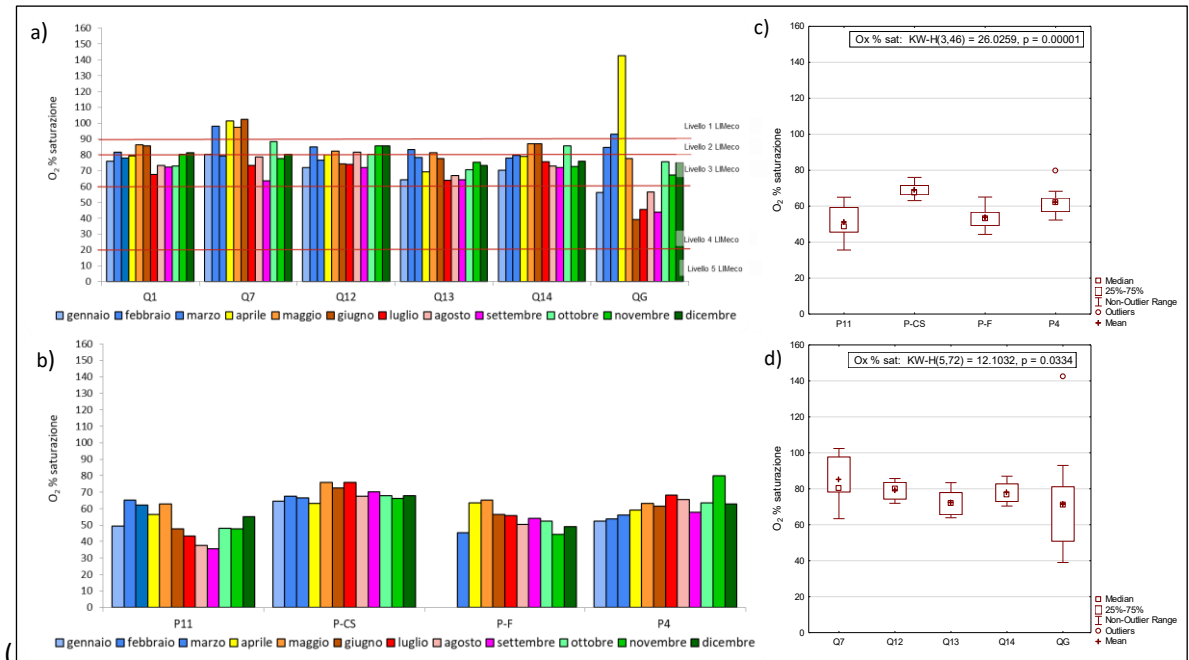 a)
O2 % saturazione
160
150
140
130
120
110
100
90
80
70
60
50
40
30
20
10
0
Livello 1 LIMeco
Livello 2 LIMeco
Livello 3 LIMeco
Livello 4 LIMeco
Livello 5 LIMeco
Q1 Q7 Q12 Q13 Q14 QG
gennaio febbraio marzo aprile maggio giugno luglio agosto settembre ottobre novembre dicembre
c)
Ox % sat: KW-H(3,46) = 26.0259, p = 0.00001
O2 % saturazione
160
140
120
100
80
60
40
20
0
P11 P-CS P-F P4
Median
25%-75%
Non-Outlier Range
Outliers
Mean
b)
O2 % saturazione
160
150
140
130
120
110
100
90
80
70
60
50
40
30
20
10
0
P11 P-CS P-F P4
gennaio febbraio marzo aprile maggio giugno luglio agosto settembre ottobre novembre dicembre
d)
Ox % sat: KW-H(5,72) = 12.1032, p = 0.0334
O2 % saturazione
160
140
120
100
80
60
40
20
0
Q7 Q12 Q13 Q14 QG
Median
25%-75%
Non-Outlier Range
Outliers
Mean
(